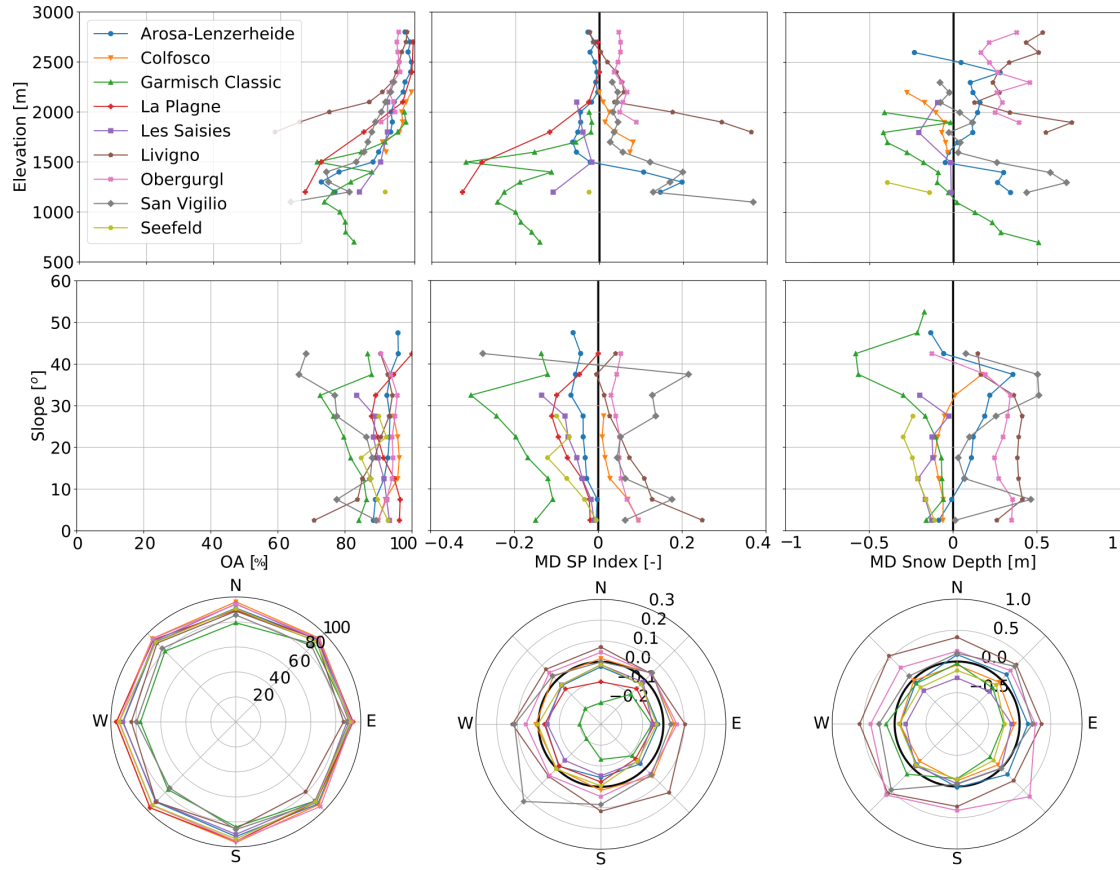 3000
2500
2000
1500
1000
500
Elevation [m]
Arosa-Lenzerheide
Colfosco
Garmisch Classic
La Plagne
Les Saisies
Livigno
Obergurgl
San Vigilio
Seefeld
60
50
40
30
20
10
0
Slope [°]
0 20 40 60 80 100
OA [%]
−0.4 −0.2 0 0.2 0.4
MD SP Index [-]
−1 −0.5 0 0.5 1
MD Snow Depth [m]
N
W
E
S
20
40
60
80
100
N
W
E
S
0.3
0.2
0.1
0.0
−0.1
−0.2
N
W
E
S
1.0
0.5
0.0
−0.5